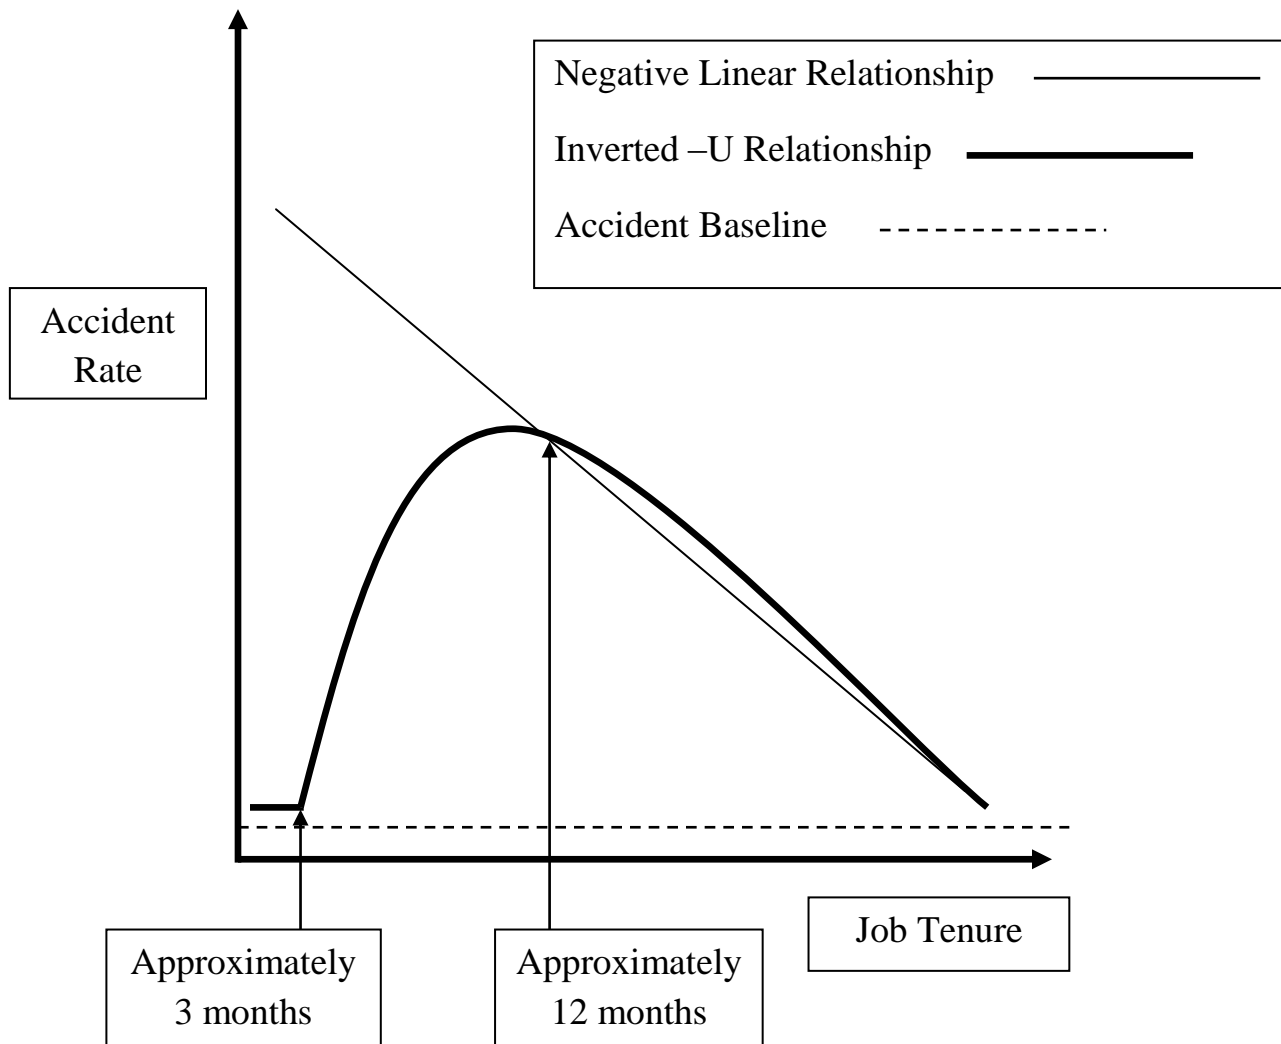 Negative Linear Relationship
Inverted –U Relationship
Accident Baseline
Accident
Rate
Job Tenure
Approximately
3 months
Approximately
12 months